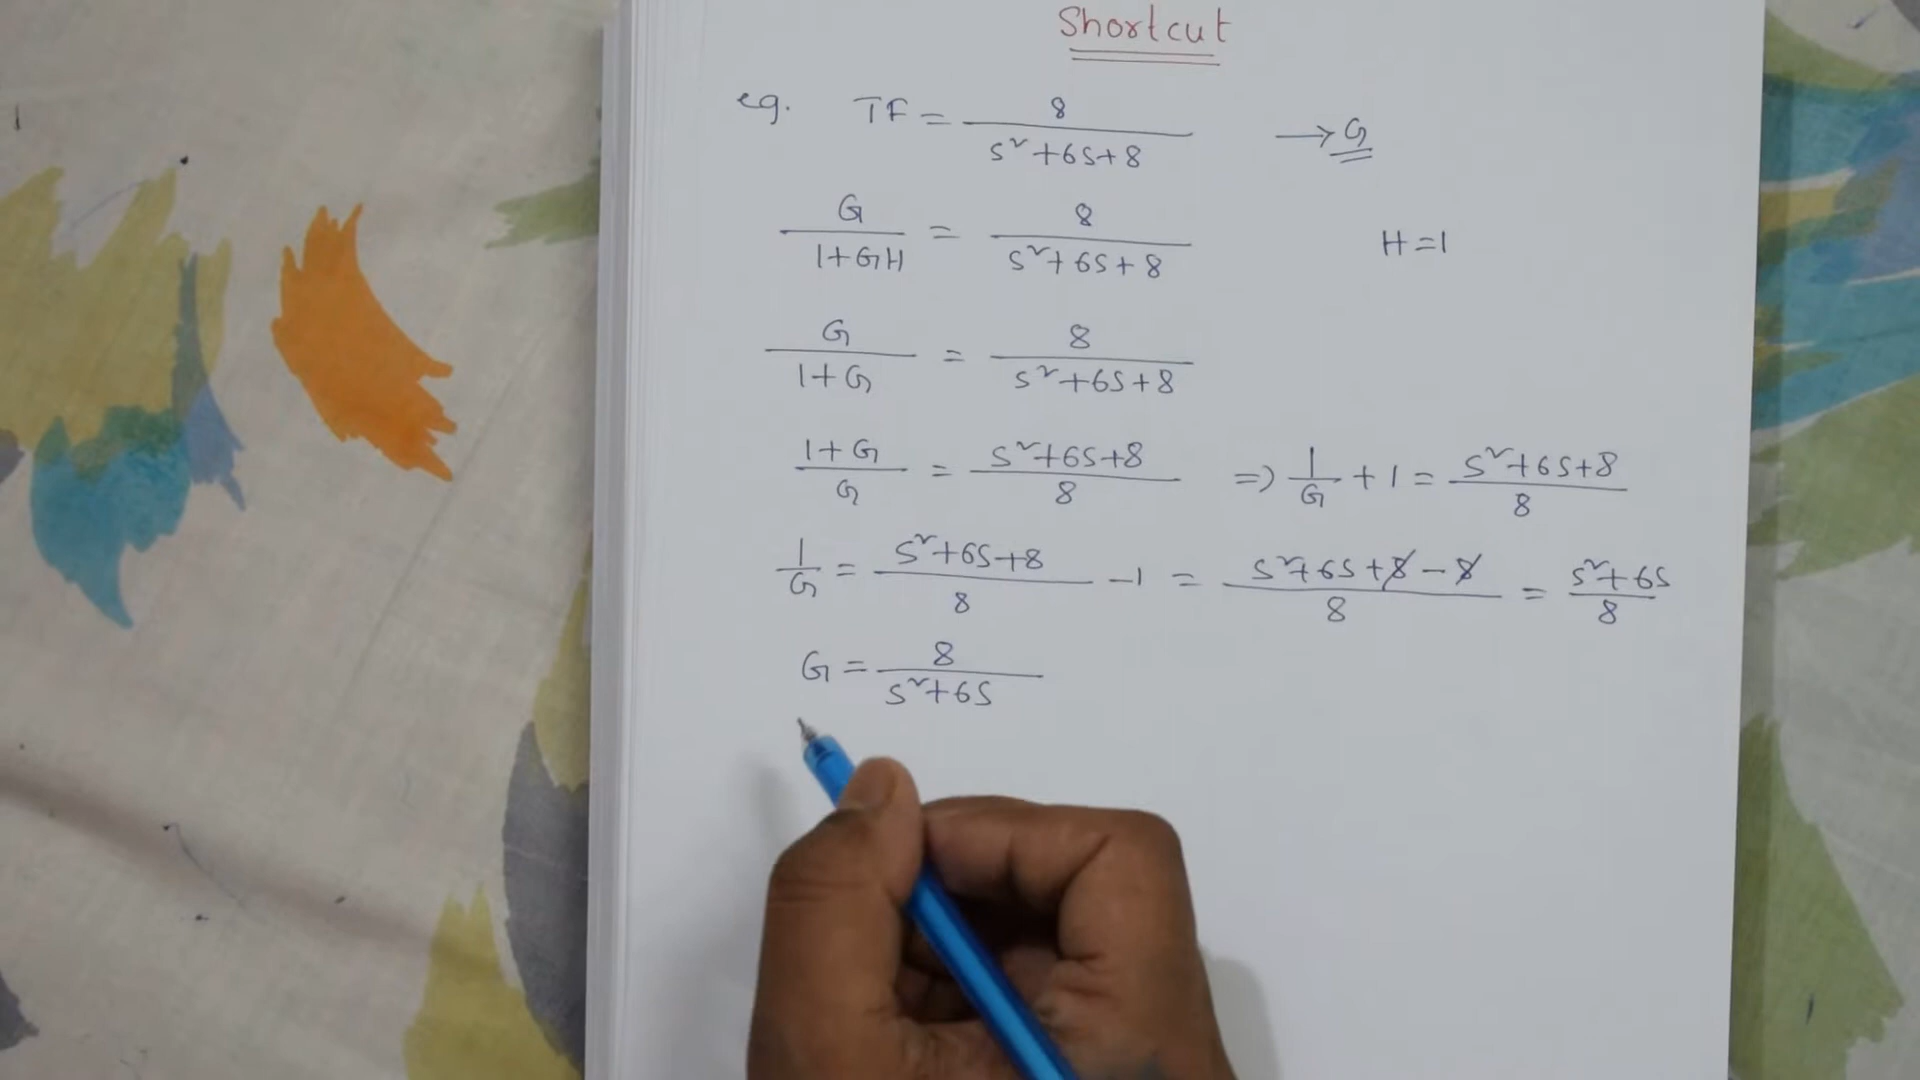 Shortcut
eg. TF = 8 / (s²+6s+8) → G
G / (1+GH) = 8 / (s²+6s+8) H=1
G / (1+G) = 8 / (s²+6s+8)
(1+G) / G = (s²+6s+8) / 8 ⇒ 1/G + 1 = (s²+6s+8) / 8
1/G = (s²+6s+8) / 8 - 1 = (s²+6s+8-8) / 8 = (s²+6s) / 8
G = 8 / (s²+6s)